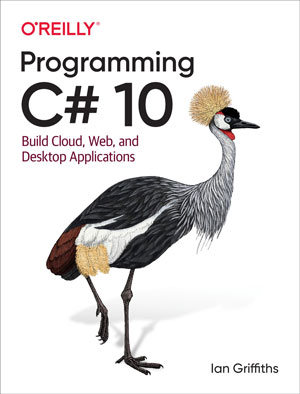 O'REILLY®
Programming
C# 10
Build Cloud, Web, and
Desktop Applications
Ian Griffiths